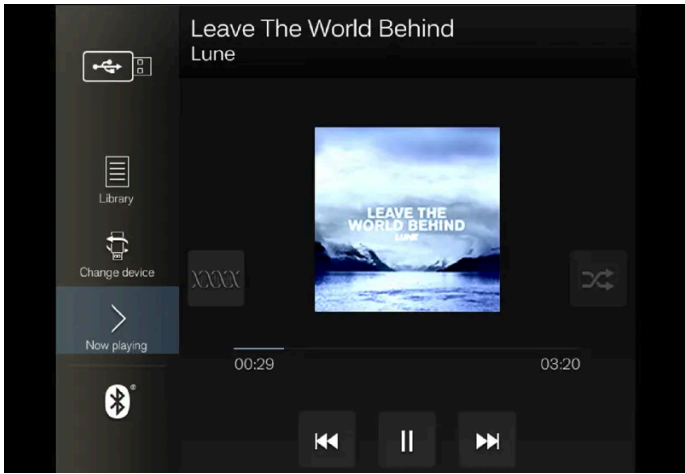 Leave The World Behind
Lune
Library
Change device
Now playing
LEAVE THE
WORLD BEHIND
LUNE
00:29
03:20